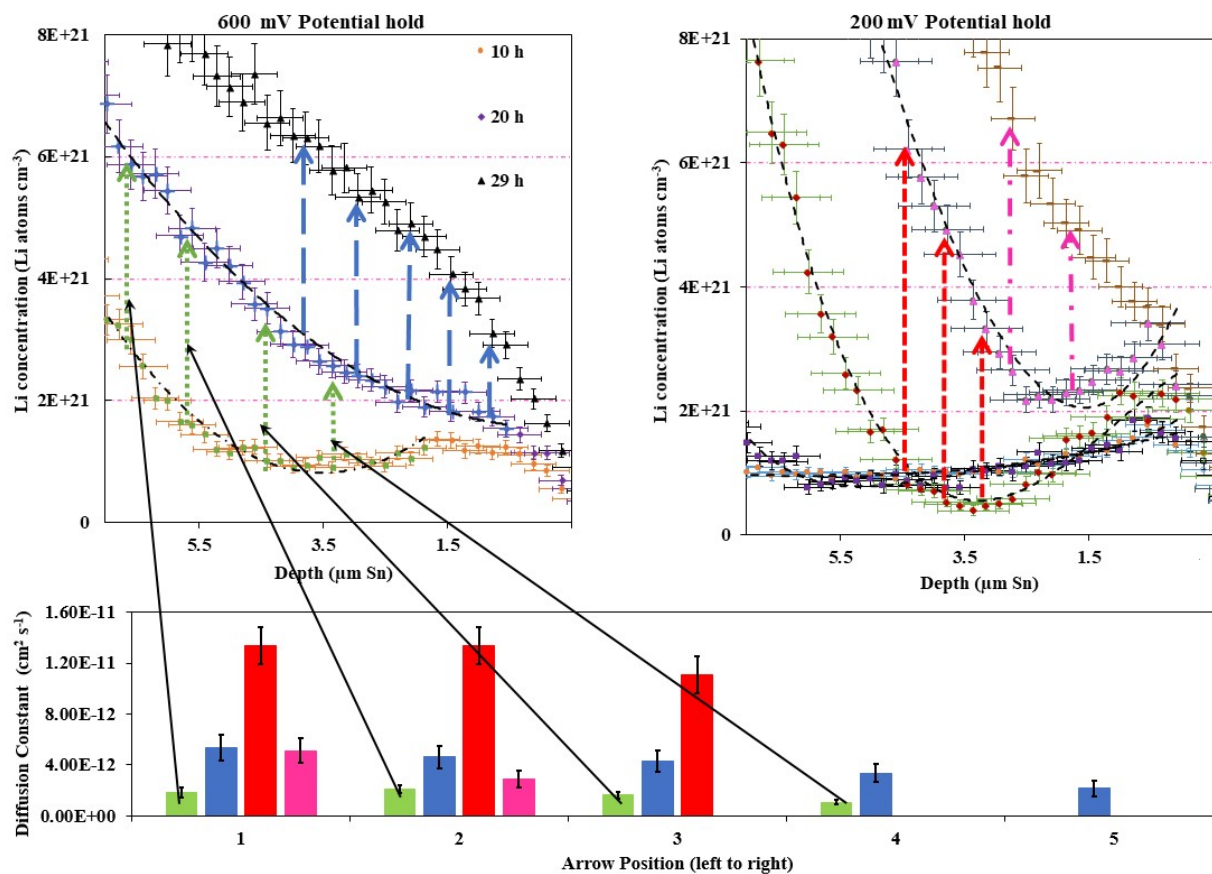 600 mV Potential hold
8E+21
6E+21
4E+21
2E+21
0
Li concentration (Li atoms cm⁻³)
10 h
20 h
29 h
5.5 3.5 1.5
Depth (µm Sn)
200 mV Potential hold
8E+21
6E+21
4E+21
2E+21
0
Li concentration (Li atoms cm⁻³)
5.5 3.5 1.5
Depth (µm Sn)
Diffusion Constant (cm² s⁻¹)
1.60E-11
1.20E-11
8.00E-12
4.00E-12
0.00E+00
1 2 3 4 5
Arrow Position (left to right)